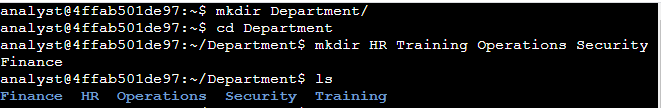 analyst@4ffab501de97:~$ mkdir Department/
analyst@4ffab501de97:~$ cd Department
analyst@4ffab501de97:~/Department$ mkdir HR Training Operations Security
Finance
analyst@4ffab501de97:~/Department$ ls
Finance  HR  Operations  Security  Training